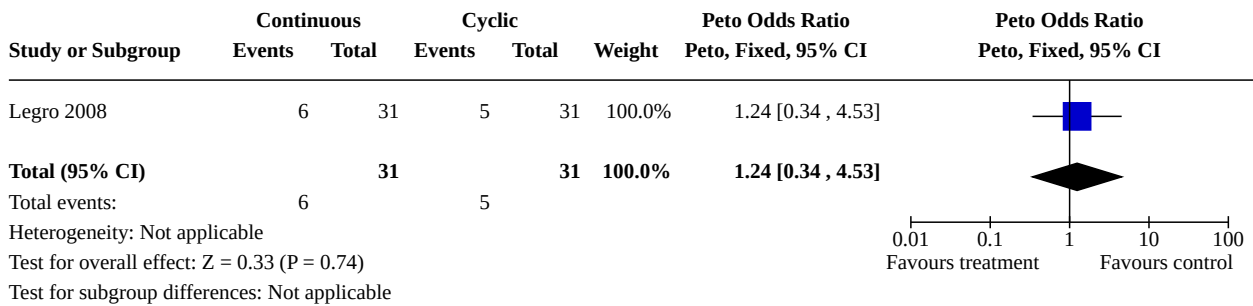 Continuous Cyclic Peto Odds Ratio Peto Odds Ratio
Study or Subgroup Events Total Events Total Weight Peto, Fixed, 95% CI Peto, Fixed, 95% CI
Legro 2008 6 31 5 31 100.0% 1.24 [0.34 , 4.53]
Total (95% CI) 31 31 100.0% 1.24 [0.34 , 4.53]
Total events: 6 5
Heterogeneity: Not applicable
0.01 0.1 1 10 100
Test for overall effect: Z = 0.33 (P = 0.74)
Favours treatment Favours control
Test for subgroup differences: Not applicable